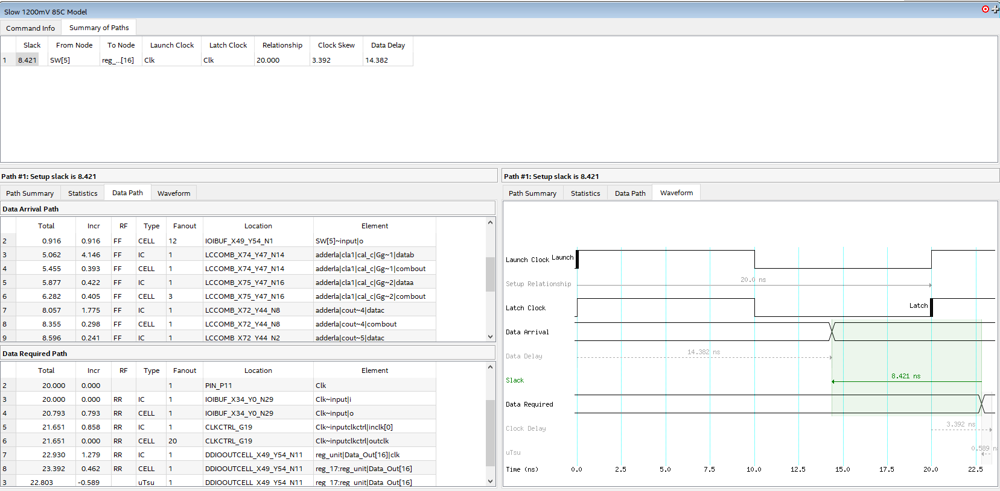 Slow 1200mV 85C Model
Command Info Summary of Paths
Slack From Node To Node Launch Clock Latch Clock Relationship Clock Skew Data Delay
1 8.421 SW[5] reg_...[16] Clk Clk 20.000 3.392 14.382
Path #1: Setup slack is 8.421
Path Summary Statistics Data Path Waveform
Data Arrival Path
Total Incr RF Type Fanout Location Element
2 0.916 0.916 FF CELL 12 IOIBUF_X49_Y54_N1 SW[5]~input|o
3 5.062 4.146 FF IC 1 LCCOMB_X74_Y47_N14 adderla|cla1|cal_c|Gg~1|datab
4 5.455 0.393 FF CELL 1 LCCOMB_X74_Y47_N14 adderla|cla1|cal_c|Gg~1|combout
5 5.877 0.422 FF IC 1 LCCOMB_X75_Y47_N16 adderla|cla1|cal_c|Gg~2|dataa
6 6.282 0.405 FF CELL 3 LCCOMB_X75_Y47_N16 adderla|cla1|cal_c|Gg~2|combout
7 8.057 1.775 FF IC 1 LCCOMB_X72_Y44_N8 adderla|cout~4|datac
8 8.355 0.298 FF CELL 1 LCCOMB_X72_Y44_N8 adderla|cout~4|combout
9 8.596 0.241 FF IC 1 LCCOMB_X72_Y44_N2 adderla|cout~5|datac
Data Required Path
Total Incr RF Type Fanout Location Element
2 20.000 0.000 1 PIN_P11 Clk
3 20.000 0.000 RR IC 1 IOIBUF_X34_Y0_N29 Clk~input|i
4 20.793 0.793 RR CELL 1 IOIBUF_X34_Y0_N29 Clk~input|o
5 21.651 0.858 RR IC 1 CLKCTRL_G19 Clk~inputclkctrl|inclk[0]
6 21.651 0.000 RR CELL 20 CLKCTRL_G19 Clk~inputclkctrl|outclk
7 22.930 1.279 RR IC 1 DDIOOUTCELL_X49_Y54_N11 reg_unit|Data_Out[16]|clk
8 23.392 0.462 RR CELL 1 DDIOOUTCELL_X49_Y54_N11 reg_17:reg_unit|Data_Out[16]
3 22.803 -0.589 uTsu 1 DDIOOUTCELL_X49_Y54_N11 reg_17:reg_unit|Data_Out[16]
Path #1: Setup slack is 8.421
Path Summary Statistics Data Path Waveform
Launch Clock Launch
Setup Relationship 20.0 ns
Latch Clock Latch
Data Arrival
Data Delay 14.382 ns
Slack 8.421 ns
Data Required
Clock Delay 3.392 ns
uTsu 0.589 ns
Time (ns) 0.0 2.5 5.0 7.5 10.0 12.5 15.0 17.5 20.0 22.5